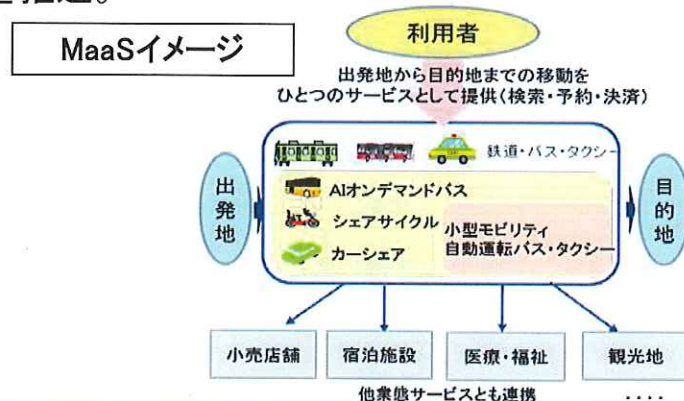 推進。
MaaSイメージ
利用者
出発地から目的地までの移動を
ひとつのサービスとして提供(検索・予約・決済)
鉄道・バス・タクシー
出発地
AIオンデマンドバス
シェアサイクル
カーシェア
小型モビリティ
自動運転バス・タクシー
目的地
小売店舗
宿泊施設
医療・福祉
観光地
他業態サービスとも連携
‥‥